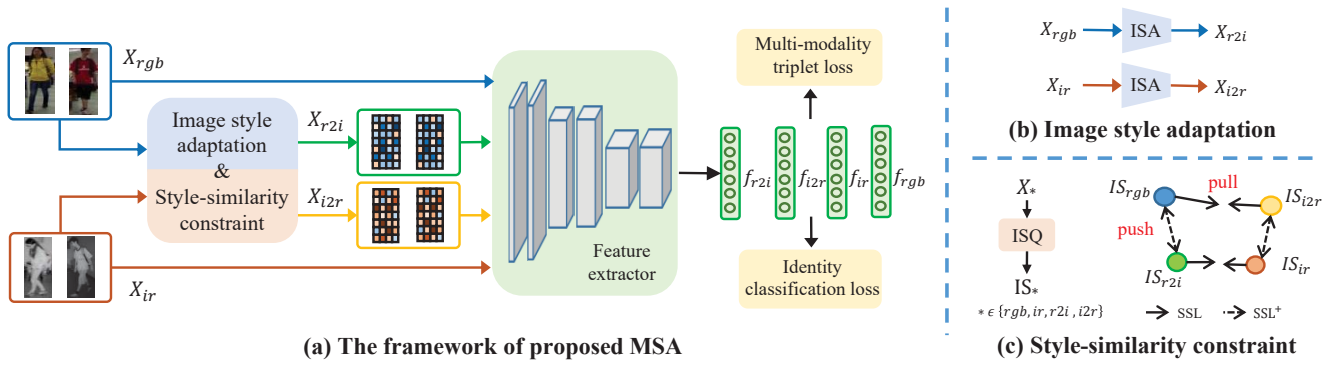 X_rgb
Image style
adaptation
&
Style-similarity
constraint
X_r2i
X_i2r
X_ir
Feature
extractor
Multi-modality
triplet loss
f_r2i
f_i2r
f_ir
f_rgb
Identity
classification loss
(a) The framework of proposed MSA
X_rgb ISA X_r2i
X_ir ISA X_i2r
(b) Image style adaptation
X_*
ISQ
IS_*
* ϵ {rgb, ir, r2i, i2r}
IS_rgb pull IS_i2r
push
IS_r2i IS_ir
SSL SSL⁺
(c) Style-similarity constraint